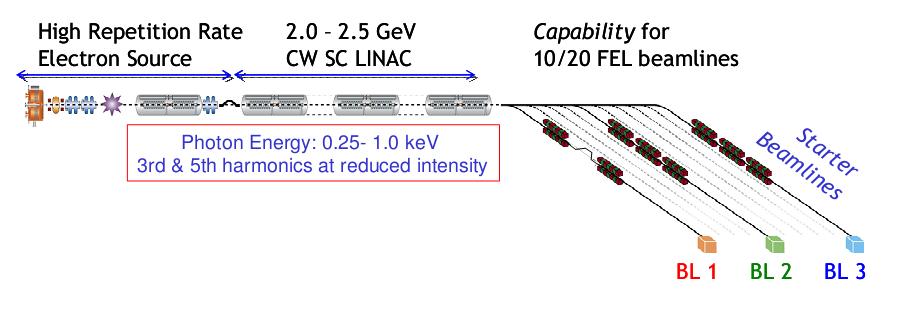 High Repetition Rate
Electron Source
2.0 – 2.5 GeV
CW SC LINAC
Capability for
10/20 FEL beamlines
Photon Energy: 0.25- 1.0 keV
3rd & 5th harmonics at reduced intensity
Starter
Beamlines
BL 1
BL 2
BL 3